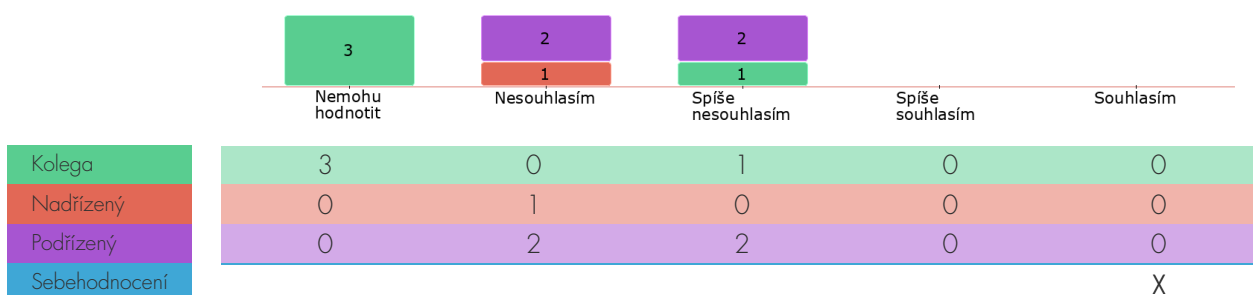 3
2
1
2
1
Nemohu
hodnotit
Nesouhlasím
Spíše
nesouhlasím
Spíše
souhlasím
Souhlasím
Kolega 3 0 1 0 0
Nadřízený 0 1 0 0 0
Podřízený 0 2 2 0 0
Sebehodnocení X